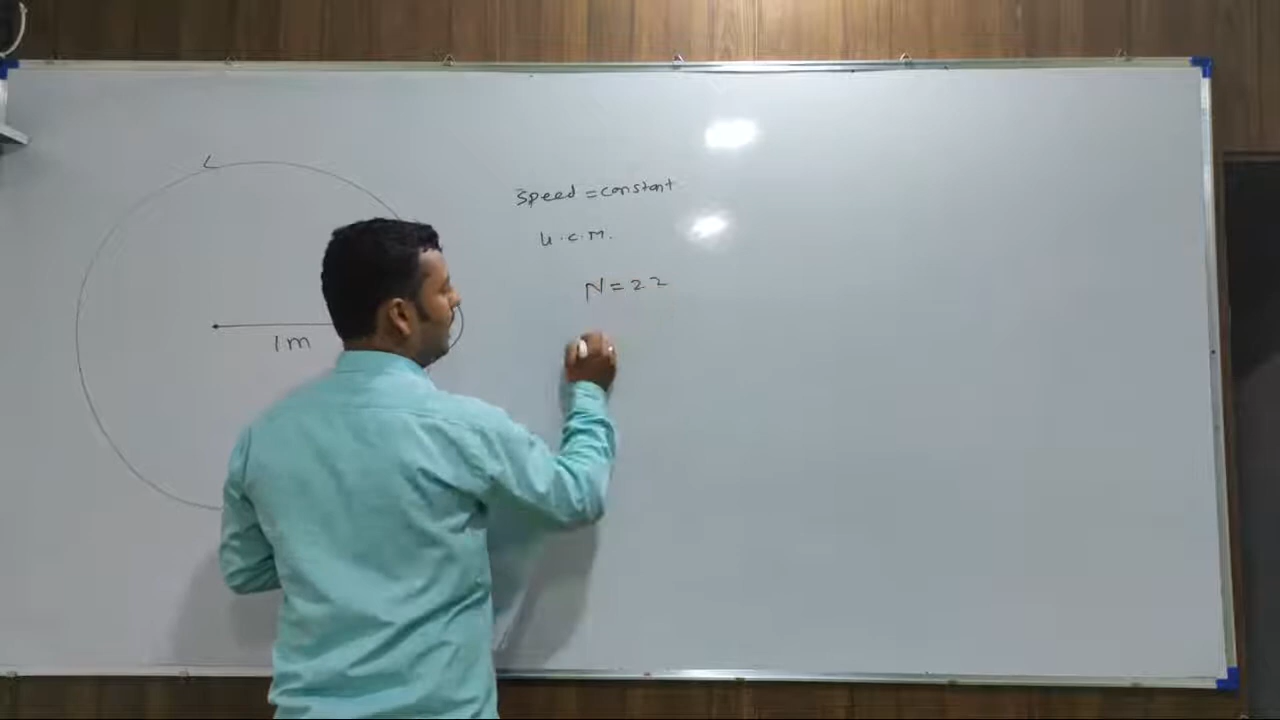 speed = constant
U.C.M.
N = 22
1m